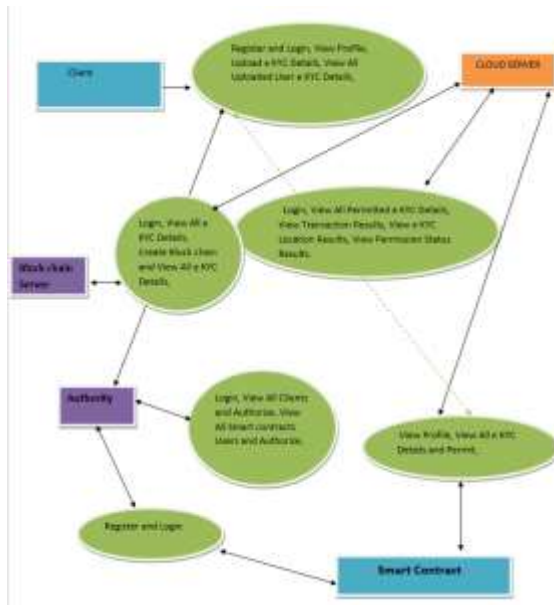 Client
Register and Login, View Profile,
Upload e KYC Details, View All
Uploaded User e KYC Details,
CLOUD SERVER
Login, View All e
KYC Details,
Create Block chain
and View All e KYC
Details,
Login, View All Permitted e KYC Details,
View Transaction Results, View e KYC
Location Results, View Permission Status
Results.
Block chain
Server
Authority
Login, View All Clients
and Authorize, View
All Smart contracts
Users and Authorize,
View Profile, View All e KYC
Details and Permit,
Register and Login
Smart Contract